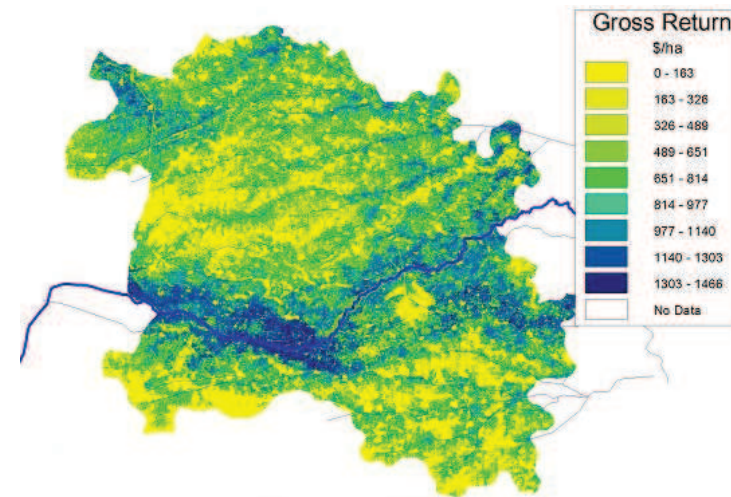 Gross Return
$/ha
0 - 163
163 - 326
326 - 489
489 - 651
651 - 814
814 - 977
977 - 1140
1140 - 1303
1303 - 1466
No Data